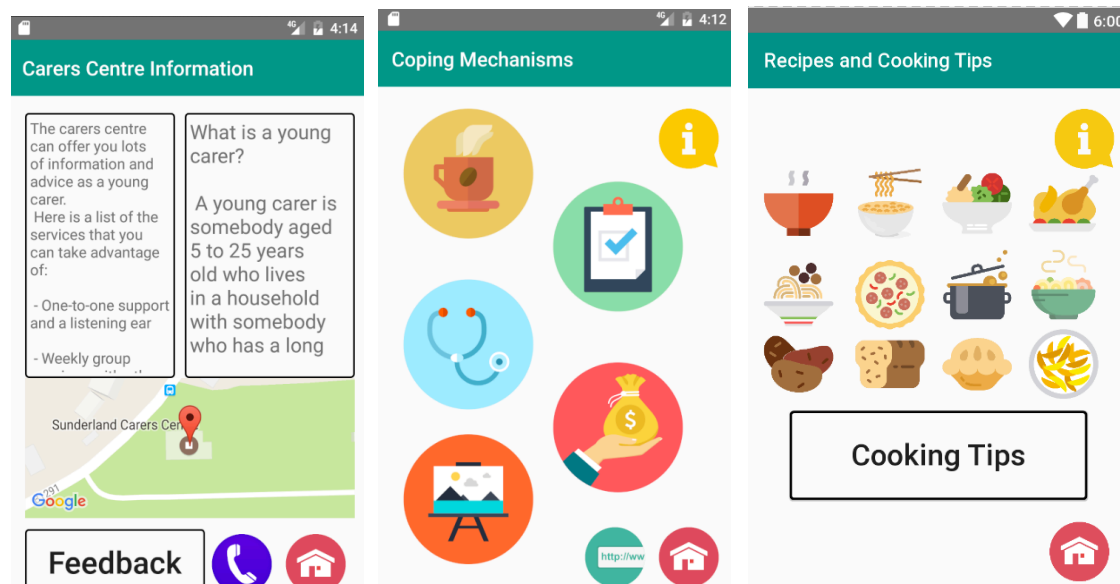 4G 4:14
Carers Centre Information
The carers centre
can offer you lots
of information and
advice as a young
carer.
Here is a list of the
services that you
can take advantage
of:
- One-to-one support
and a listening ear
- Weekly group
What is a young
carer?
A young carer is
somebody aged
5 to 25 years
old who lives
in a household
with somebody
who has a long
Sunderland Carers Cen
291
Google
Feedback
4G 4:12
Coping Mechanisms
i
$
http://ww
6:00
Recipes and Cooking Tips
i
Cooking Tips